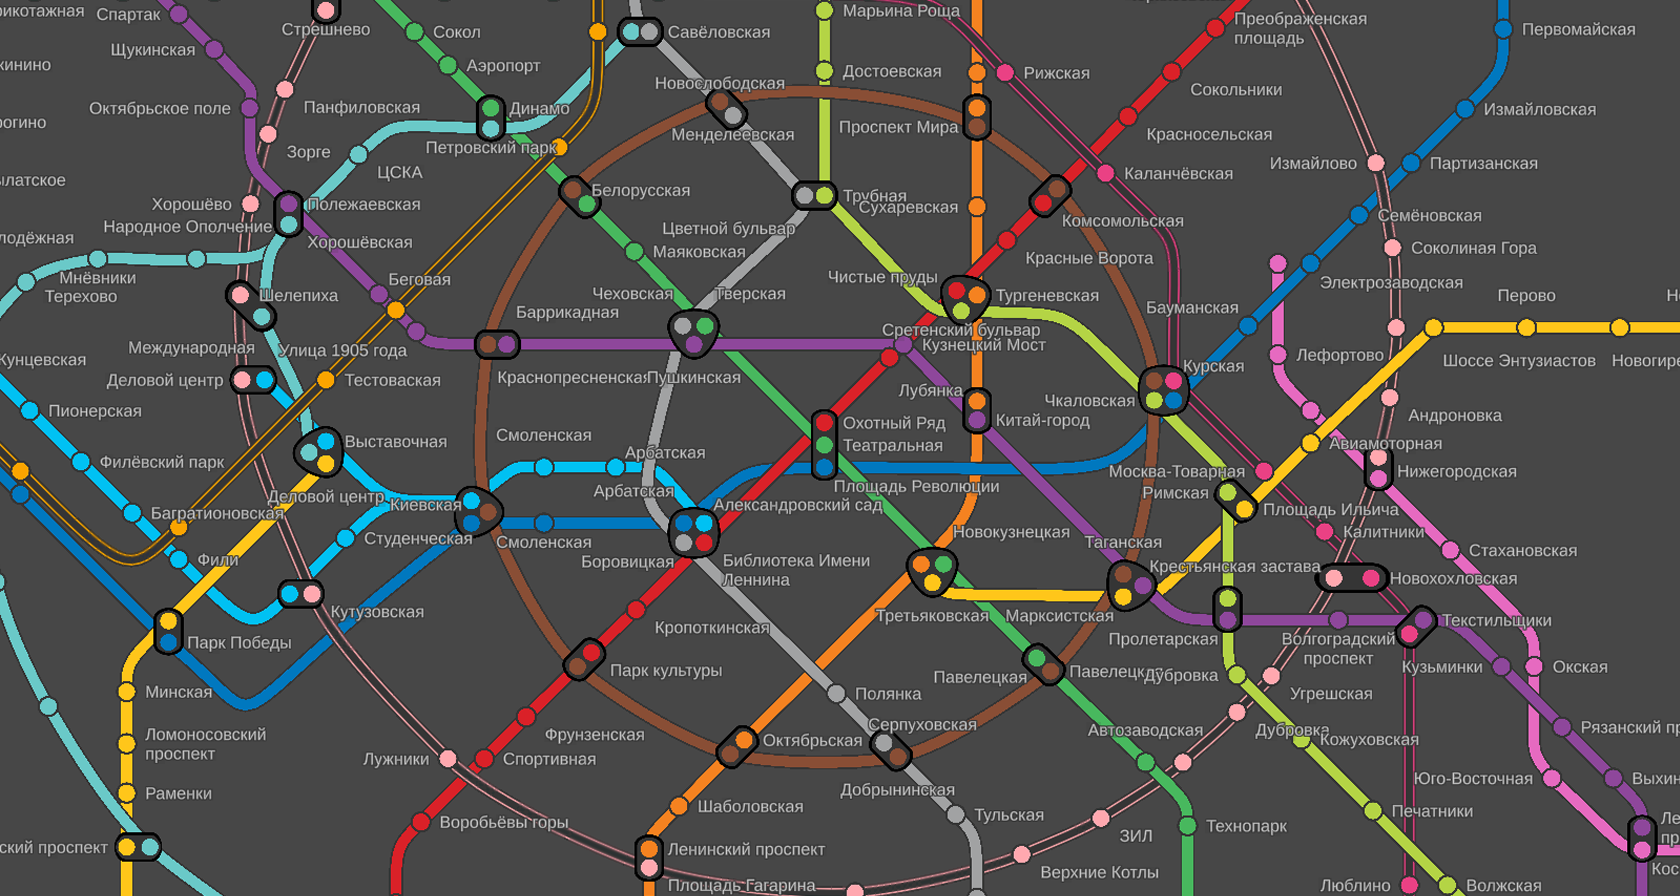 рикотажная
Спартак
Стрешнево
Сокол
Савёловская
Марьина Роща
Преображенская
площадь
Первомайская
Щукинская
кинино
Аэропорт
Новослободская
Достоевская
Рижская
Сокольники
Октябрьское поле
Панфиловская
Динамо
Измайловская
рогино
Менделеевская
Проспект Мира
Красносельская
Зорге
Петровский парк
ЦСКА
Измайлово
Партизанская
Каланчёвская
ылатское
Белорусская
Трубная
Хорошёво
Полежаевская
Сухаревская
Народное Ополчение
Цветной бульвар
Комсомольская
Семёновская
лодёжная
Хорошёвская
Маяковская
Красные Ворота
Соколиная Гора
Мнёвники
Терехово
Беговая
Чистые пруды
Электрозаводская
Шелепиха
Чеховская
Тверская
Тургеневская
Бауманская
Перово
Баррикадная
Сретенский бульвар
Кузнецкий Мост
Международная
Улица 1905 года
Кунцевская
Лефортово
Шоссе Энтузиастов
Новогире
Деловой центр
Тестоваская
Краснопресненская
Пушкинская
Курская
Лубянка
Чкаловская
Пионерская
Охотный Ряд
Китай-город
Андроновка
Выставочная
Смоленская
Театральная
Авиамоторная
Филёвский парк
Арбатская
Москва-Товарная
Нижегородская
Арбатская
Площадь Революции
Римская
Деловой центр
Киевская
Александровский сад
Багратионовская
Площадь Ильича
Студенческая
Смоленская
Новокузнецкая
Калитники
Фили
Боровицкая
Библиотека Имени
Леннина
Таганская
Стахановская
Крестьянская застава
Новохохловская
Кутузовская
Кропоткинская
Третьяковская
Марксистская
Текстильщики
Парк Победы
Пролетарская
Волгоградский
проспект
Парк культуры
Павелецкая
Павелецк
Дубровка
Кузьминки
Окская
Минская
Полянка
Угрешская
Ломоносовский
проспект
Фрунзенская
Серпуховская
Автозаводская
Дубровка
Кожуховская
Рязанский пр
Лужники
Спортивная
Октябрьская
Добрынинская
Юго-Восточная
Выхин
Раменки
Шаболовская
Тульская
Печатники
Воробьёвы горы
Технопарк
ЗИЛ
Ле
пр
ский проспект
Ленинский проспект
Верхние Котлы
Кос
Площадь Гагарина
Люблино
Волжская